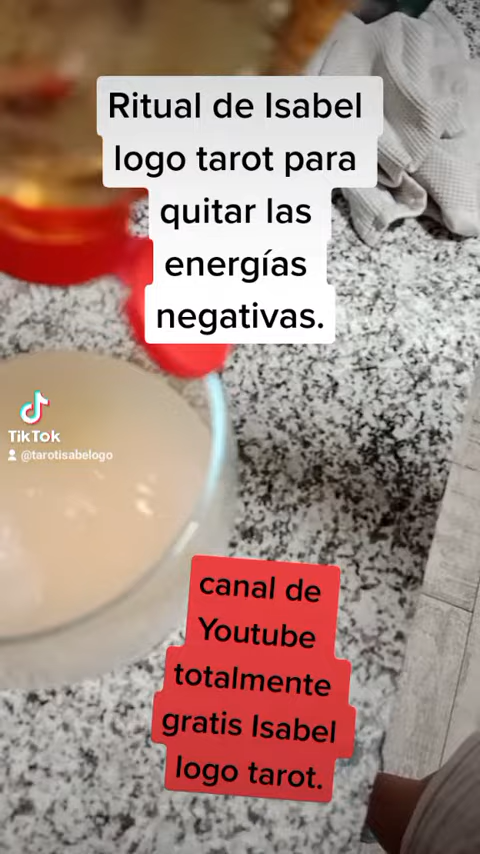 Ritual de Isabel
logo tarot para
quitar las
energías
negativas.
TikTok
@tarotisabelogo
canal de
Youtube
totalmente
gratis Isabel
logo tarot.